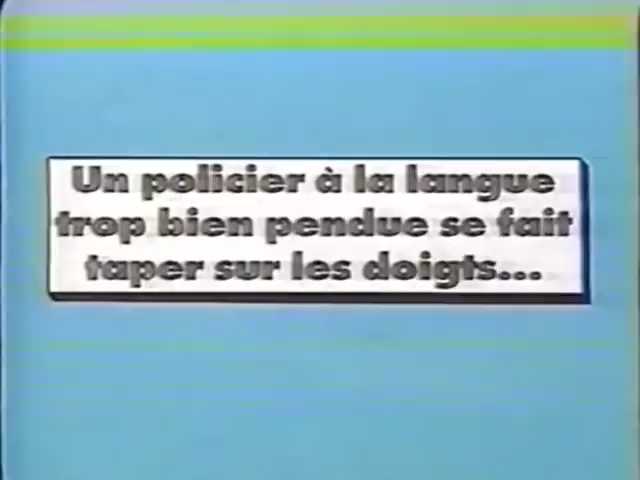 Un policier à la langue
trop bien pendue se fait
taper sur les doigts...